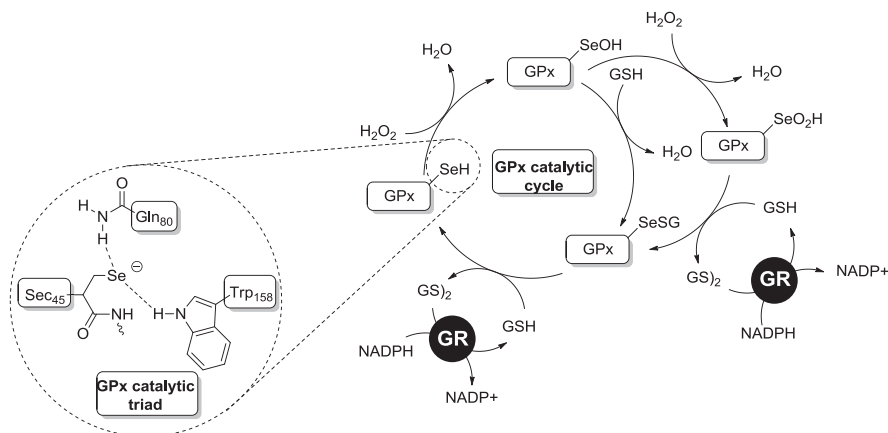 H₂O₂
SeOH
H₂O
GPx
GSH
H₂O
SeO₂H
H₂O₂
GPx
H₂O
SeH
GPx catalytic
cycle
GPx
O
H
N
Gln₈₀
H
SeSG
GSH
GPx
Se ⊖
GS)₂
GR
NADP+
Sec₄₅
Trp₁₅₈
GS)₂
H-N
NH
GSH
O
NADPH
NADPH
GR
GPx catalytic
triad
NADP+